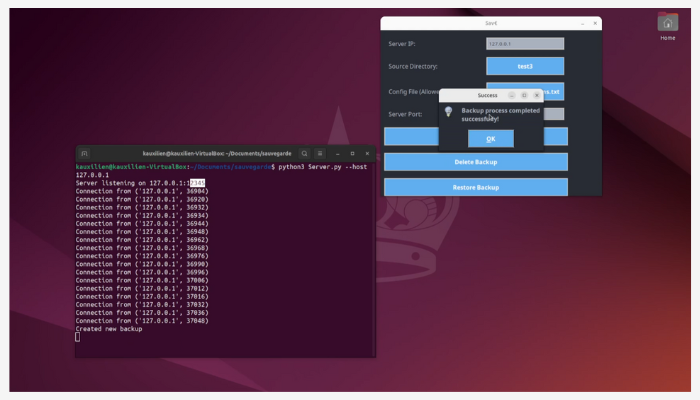 SavE
Home
Server IP:
127.0.0.1
Source Directory:
test3
Config File (Allowe
ns.txt
Success
Server Port:
Backup process completed
successfully!
OK
Delete Backup
Restore Backup
kauxilien@kauxilien-VirtualBox: ~/Documents/sauvegarde
kauxilien@kauxilien-VirtualBox:~/Documents/sauvegarde$ python3 Server.py --host
127.0.0.1
Server listening on 127.0.0.1:12345
Connection from ('127.0.0.1', 36904)
Connection from ('127.0.0.1', 36920)
Connection from ('127.0.0.1', 36932)
Connection from ('127.0.0.1', 36934)
Connection from ('127.0.0.1', 36944)
Connection from ('127.0.0.1', 36948)
Connection from ('127.0.0.1', 36962)
Connection from ('127.0.0.1', 36968)
Connection from ('127.0.0.1', 36976)
Connection from ('127.0.0.1', 36990)
Connection from ('127.0.0.1', 36996)
Connection from ('127.0.0.1', 37006)
Connection from ('127.0.0.1', 37012)
Connection from ('127.0.0.1', 37016)
Connection from ('127.0.0.1', 37032)
Connection from ('127.0.0.1', 37036)
Connection from ('127.0.0.1', 37048)
Created new backup